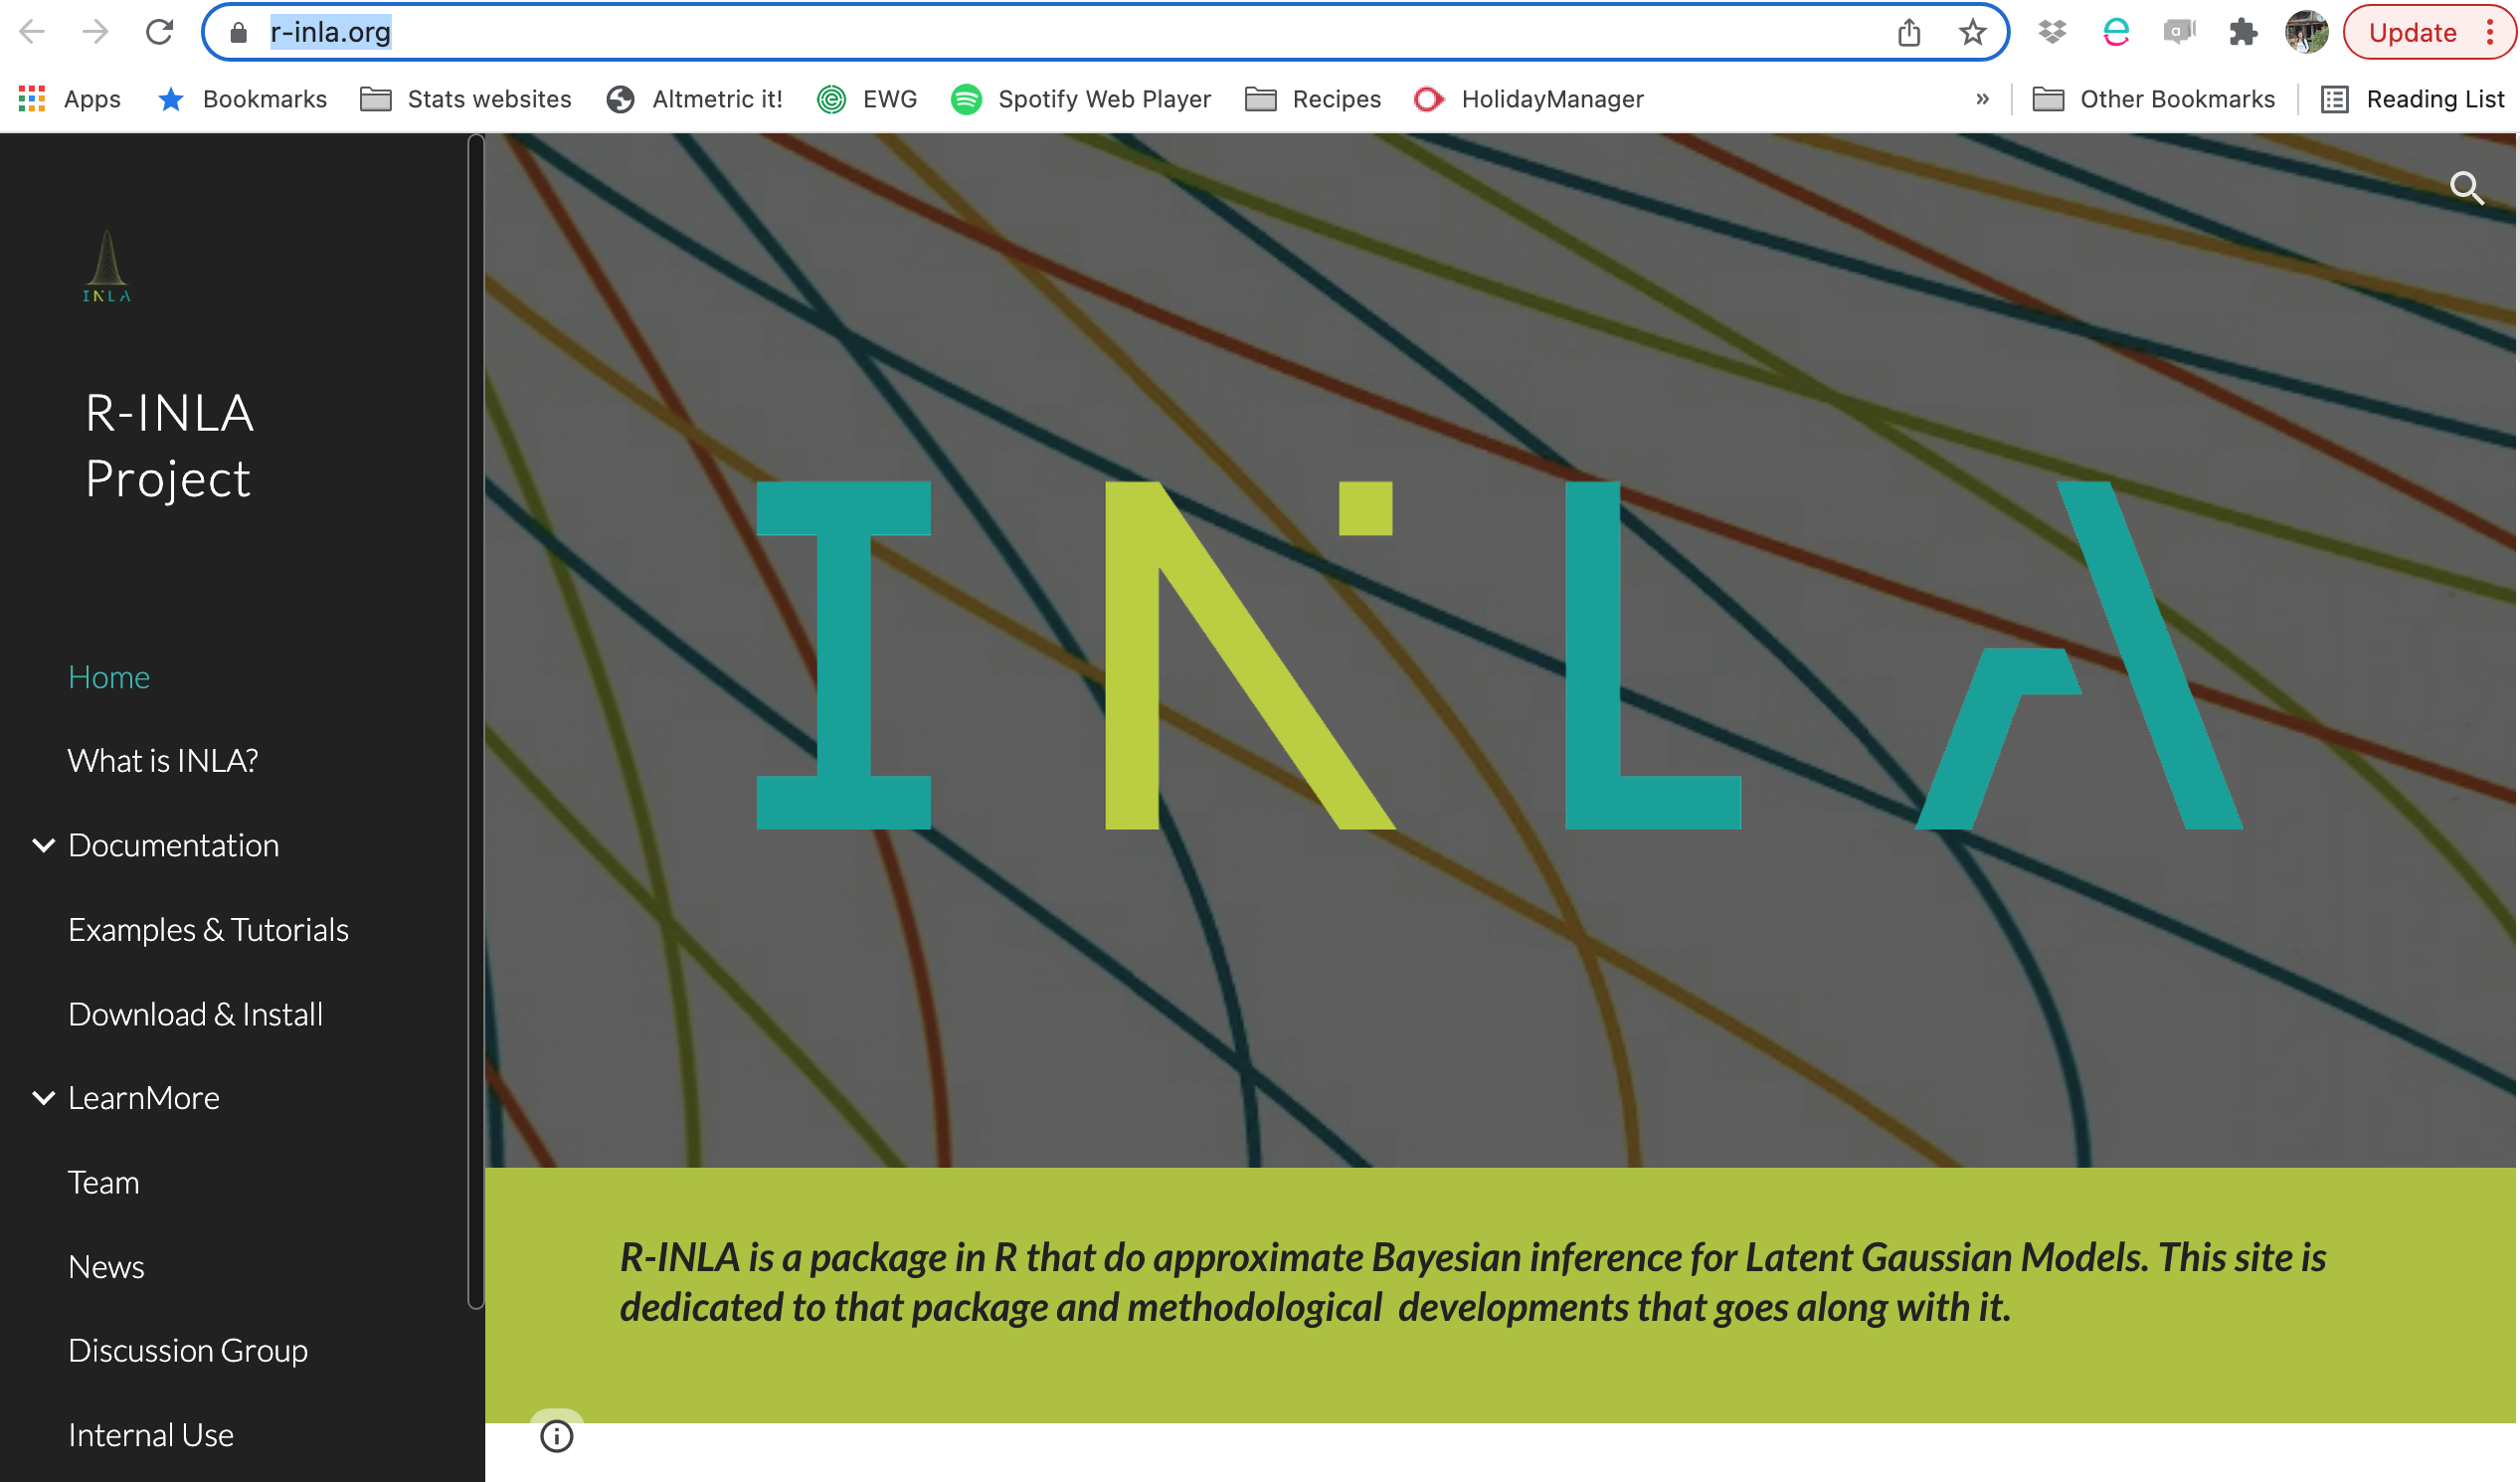 r-inla.org
Update
Apps
Bookmarks
Stats websites
Altmetric it!
EWG
Spotify Web Player
Recipes
HolidayManager
»
Other Bookmarks
Reading List
INLA
R-INLA
Project
Home
What is INLA?
Documentation
Examples & Tutorials
Download & Install
LearnMore
Team
News
Discussion Group
Internal Use
INLA
R-INLA is a package in R that do approximate Bayesian inference for Latent Gaussian Models. This site is
dedicated to that package and methodological  developments that goes along with it.